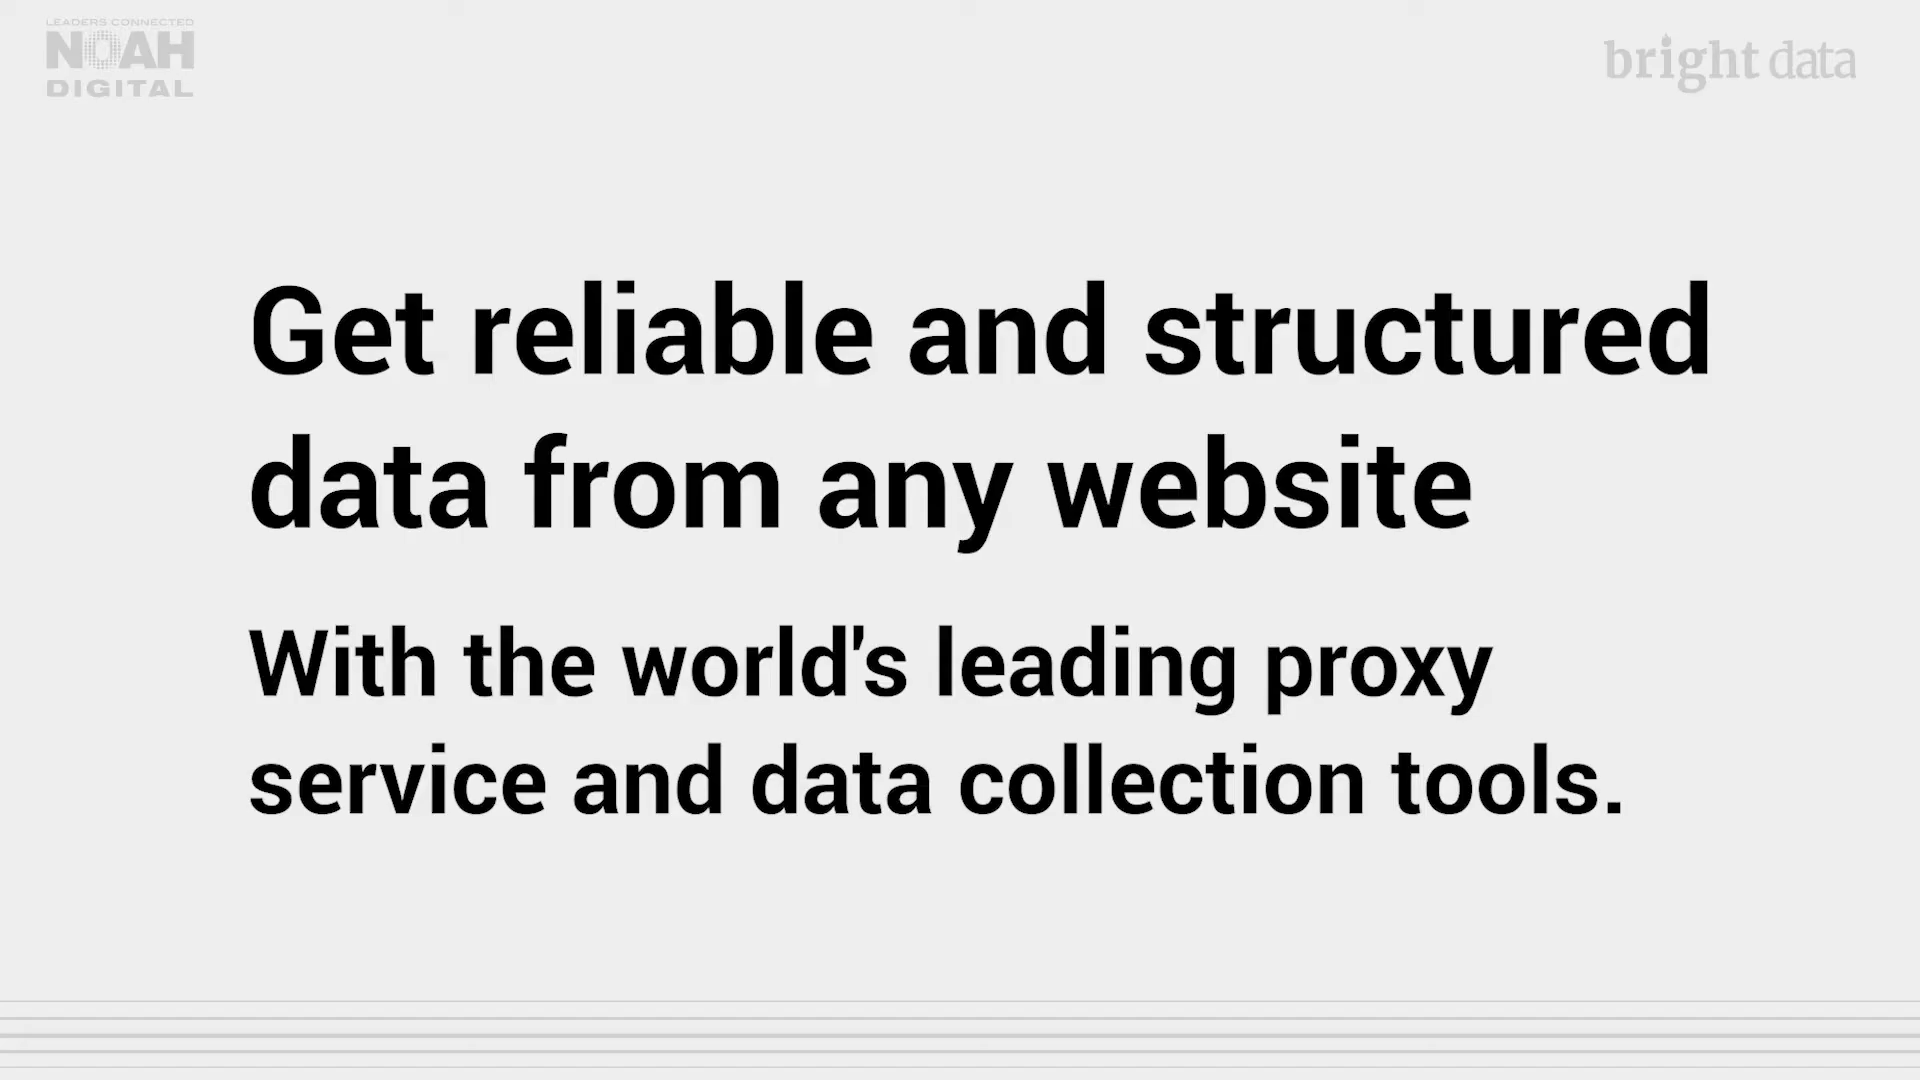 LEADERS CONNECTED
NOAH
DIGITAL
bright data
Get reliable and structured
data from any website
With the world's leading proxy
service and data collection tools.